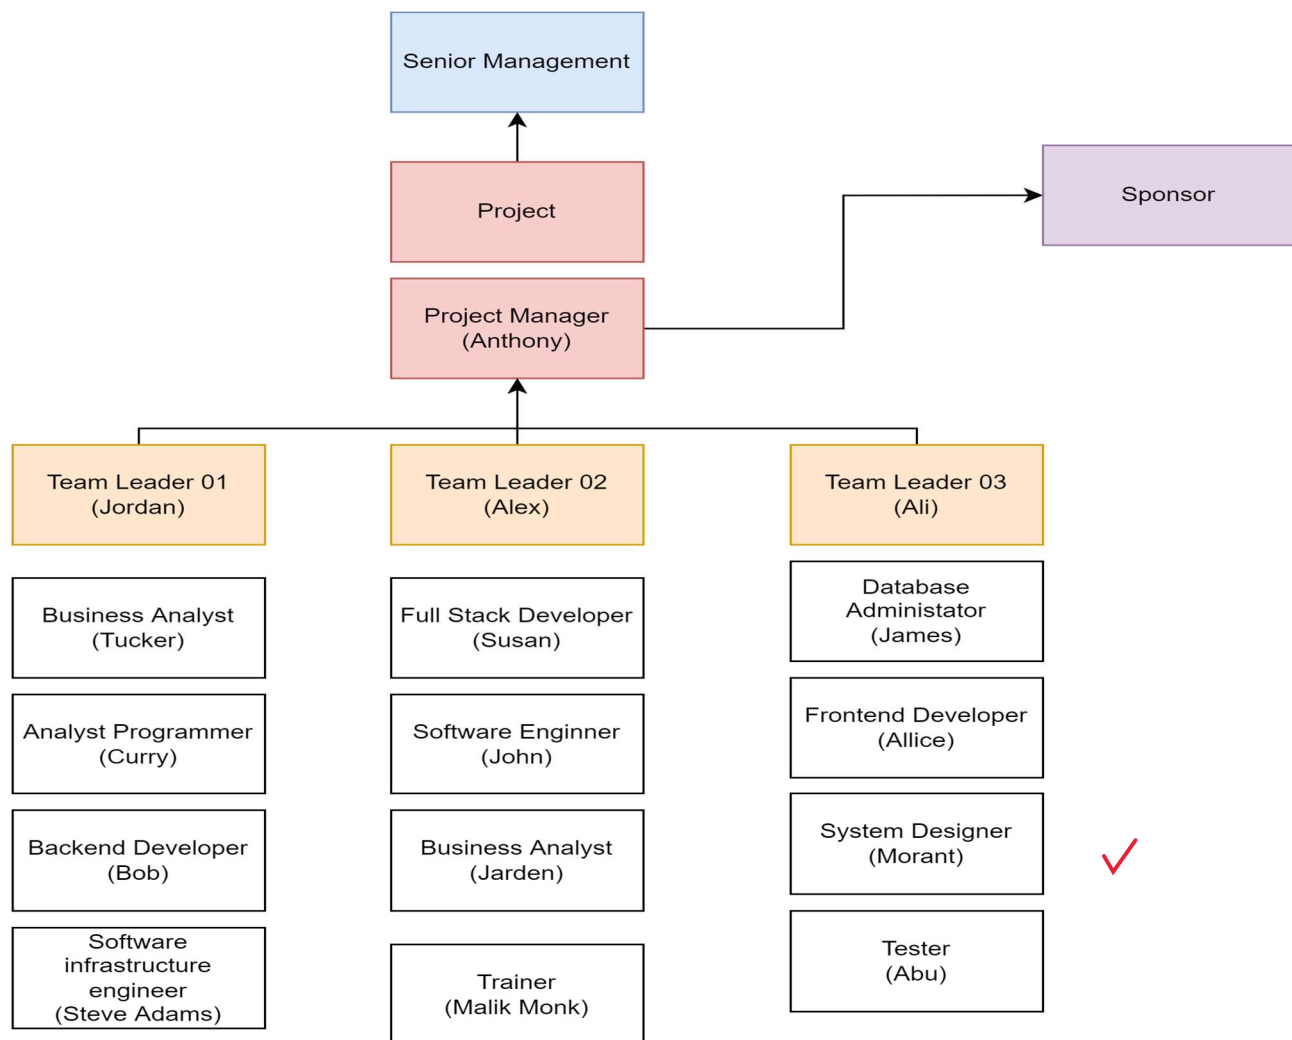 Senior Management
Project
Sponsor
Project Manager
(Anthony)
Team Leader 01
(Jordan)
Team Leader 02
(Alex)
Team Leader 03
(Ali)
Business Analyst
(Tucker)
Full Stack Developer
(Susan)
Database
Administator
(James)
Analyst Programmer
(Curry)
Software Enginner
(John)
Frontend Developer
(Allice)
Backend Developer
(Bob)
Business Analyst
(Jarden)
System Designer
(Morant)
Software
infrastructure
engineer
(Steve Adams)
Trainer
(Malik Monk)
Tester
(Abu)